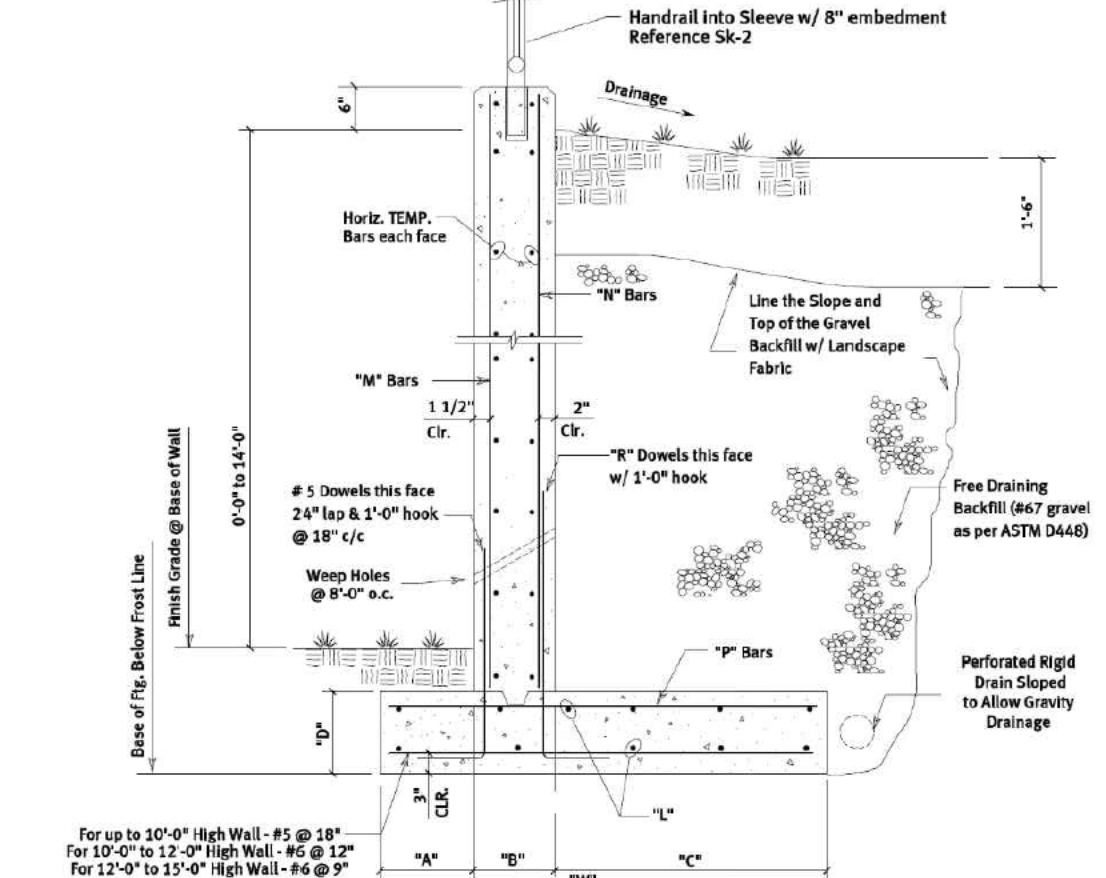 Handrail into Sleeve w/ 8" embedment
Reference Sk-2
Drainage
6"
1'-6"
Horiz. TEMP.
Bars each face
"N" Bars
Line the Slope and
Top of the Gravel
Backfill w/ Landscape
Fabric
"M" Bars
1 1/2"
Clr.
2"
Clr.
0'-0" to 14'-0"
Finish Grade @ Base of Wall
Base of Ftg. Below Frost Line
"R" Dowels this face
w/ 1'-0" hook
# 5 Dowels this face
24" lap & 1'-0" hook
@ 18" c/c
Free Draining
Backfill (#67 gravel
as per ASTM D448)
Weep Holes
@ 8'-0" o.c.
"P" Bars
Perforated Rigid
Drain Sloped
to Allow Gravity
Drainage
"D"
3"
CLR.
"L"
For up to 10'-0" High Wall - #5 @ 18"
For 10'-0" to 12'-0" High Wall - #6 @ 12"
For 12'-0" to 15'-0" High Wall - #6 @ 9"
"A"
"B"
"C"